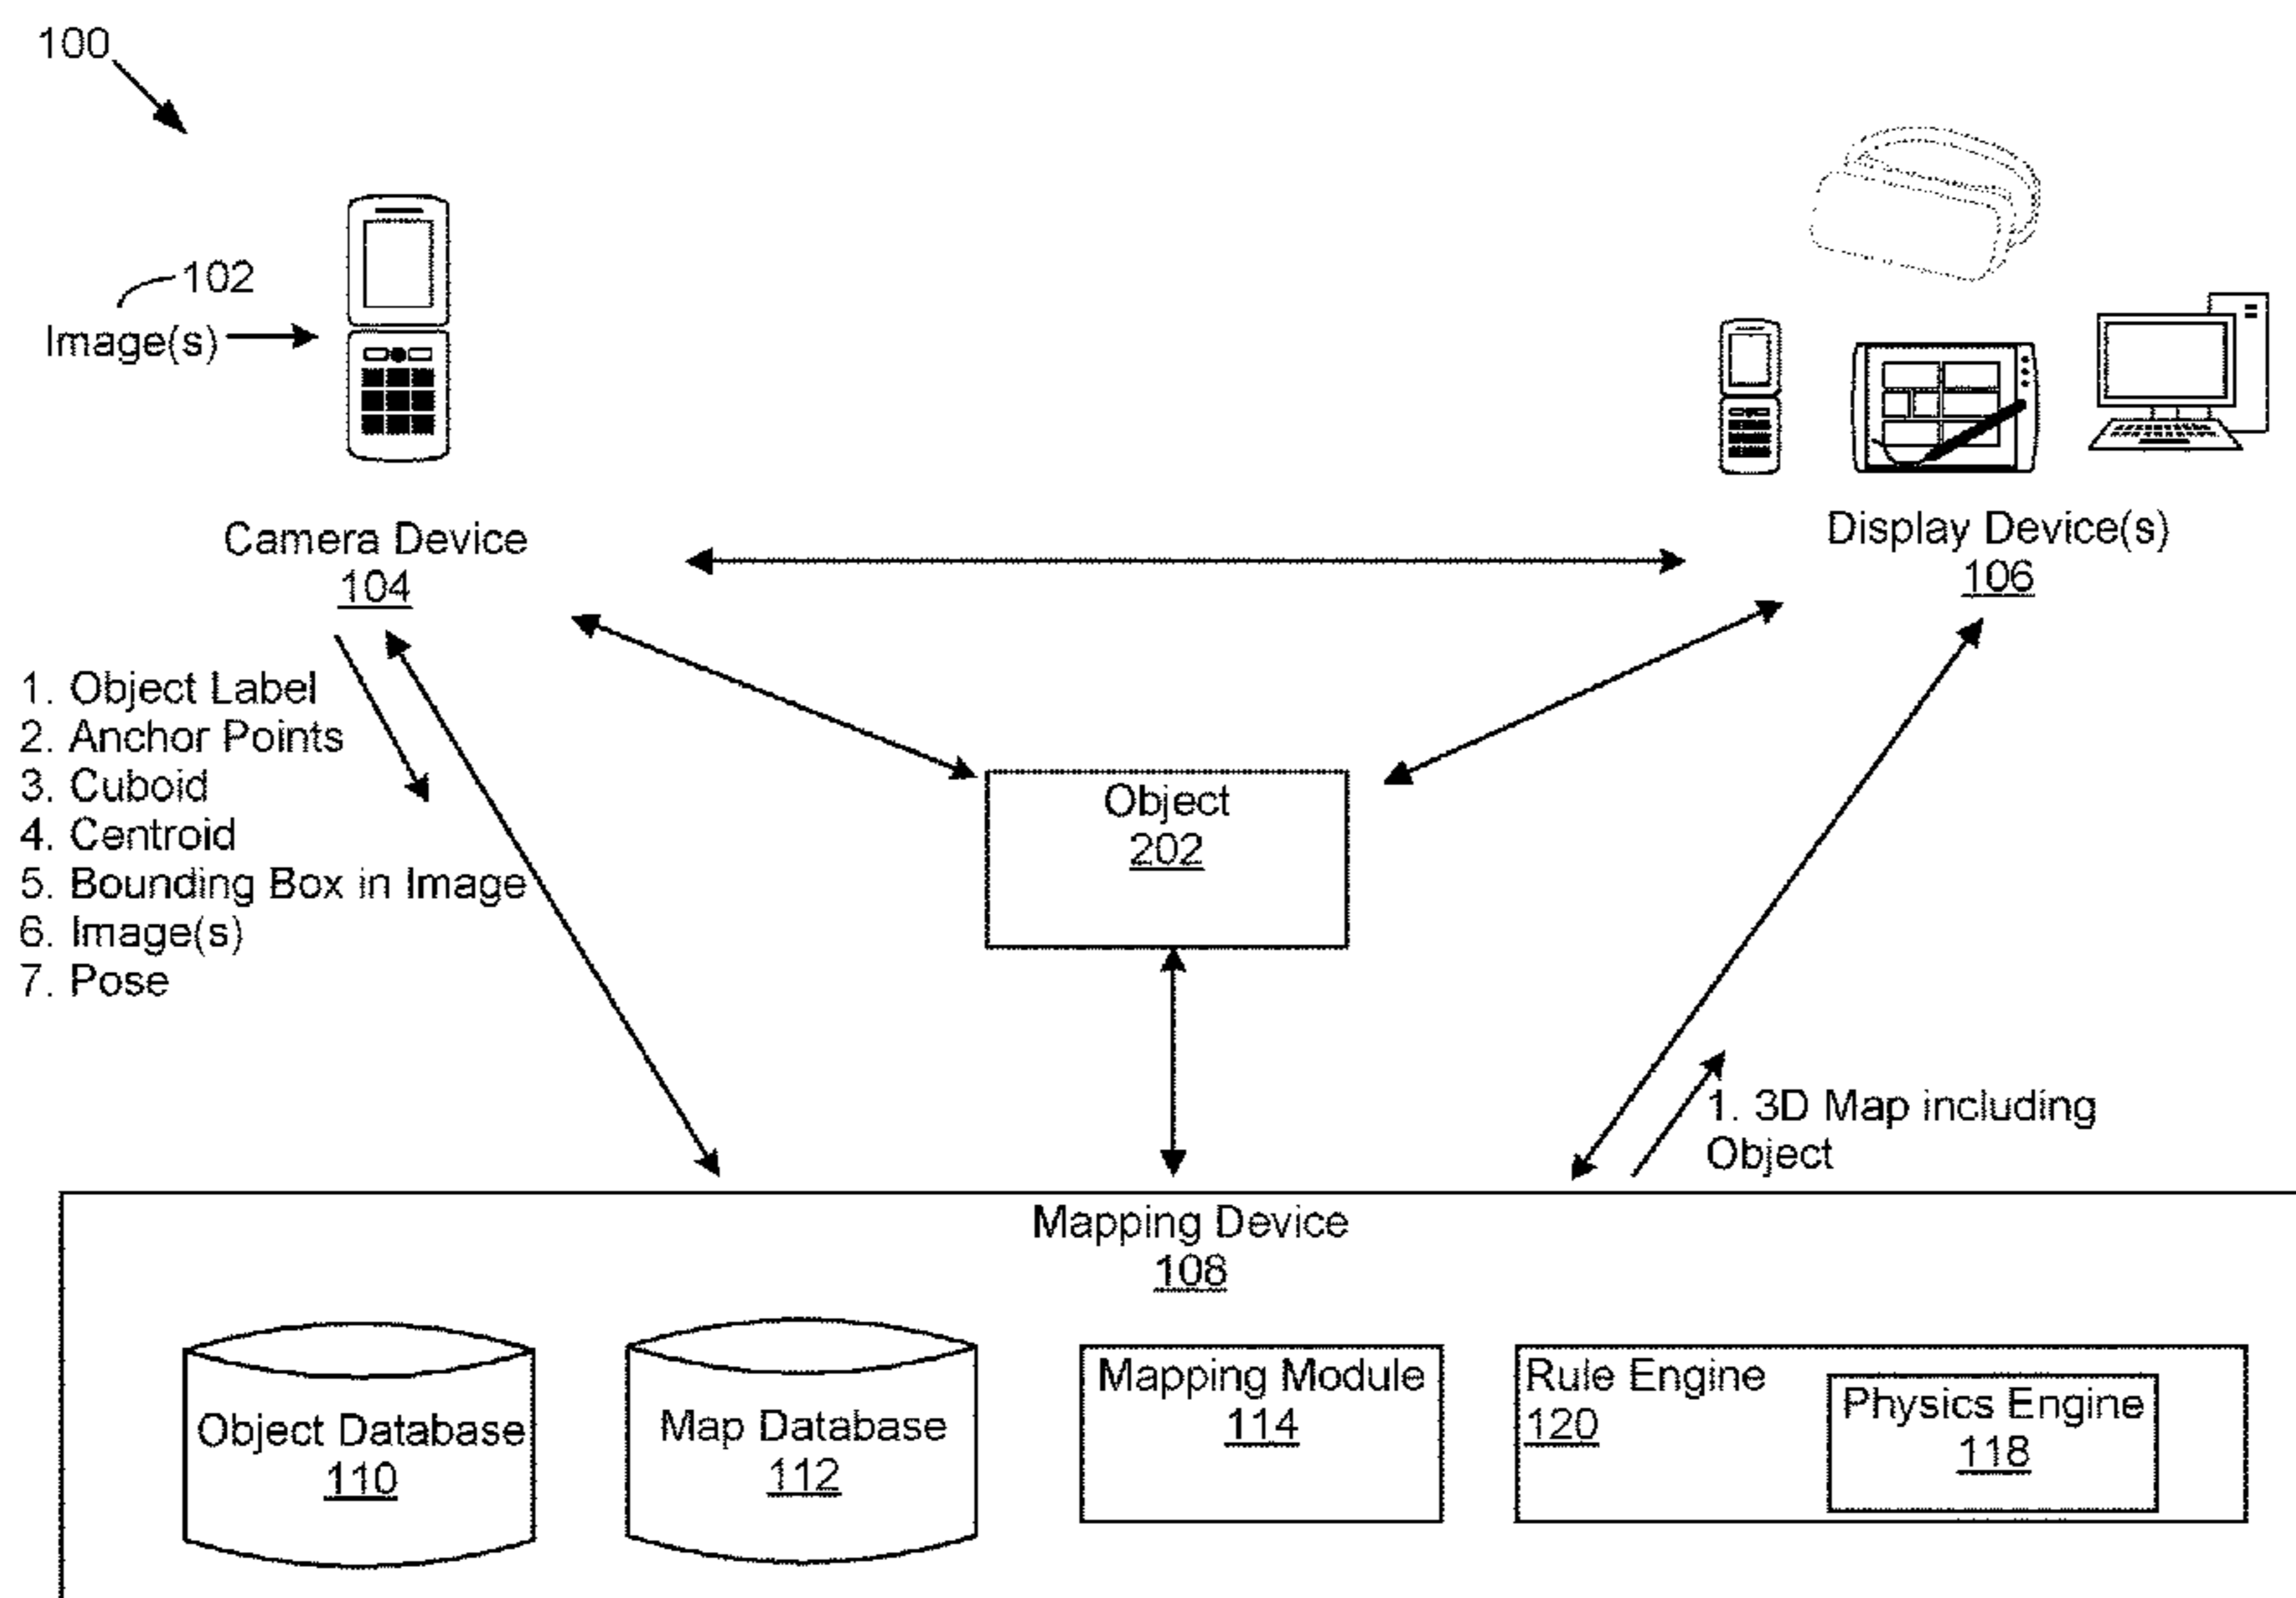 100
102
Image(s)
Camera Device
104
Display Device(s)
106
1. Object Label
2. Anchor Points
3. Cuboid
4. Centroid
5. Bounding Box in Image
6. Image(s)
7. Pose
Object
202
1. 3D Map including
Object
Mapping Device
108
Object Database
110
Map Database
112
Mapping Module
114
Rule Engine
120
Physics Engine
118